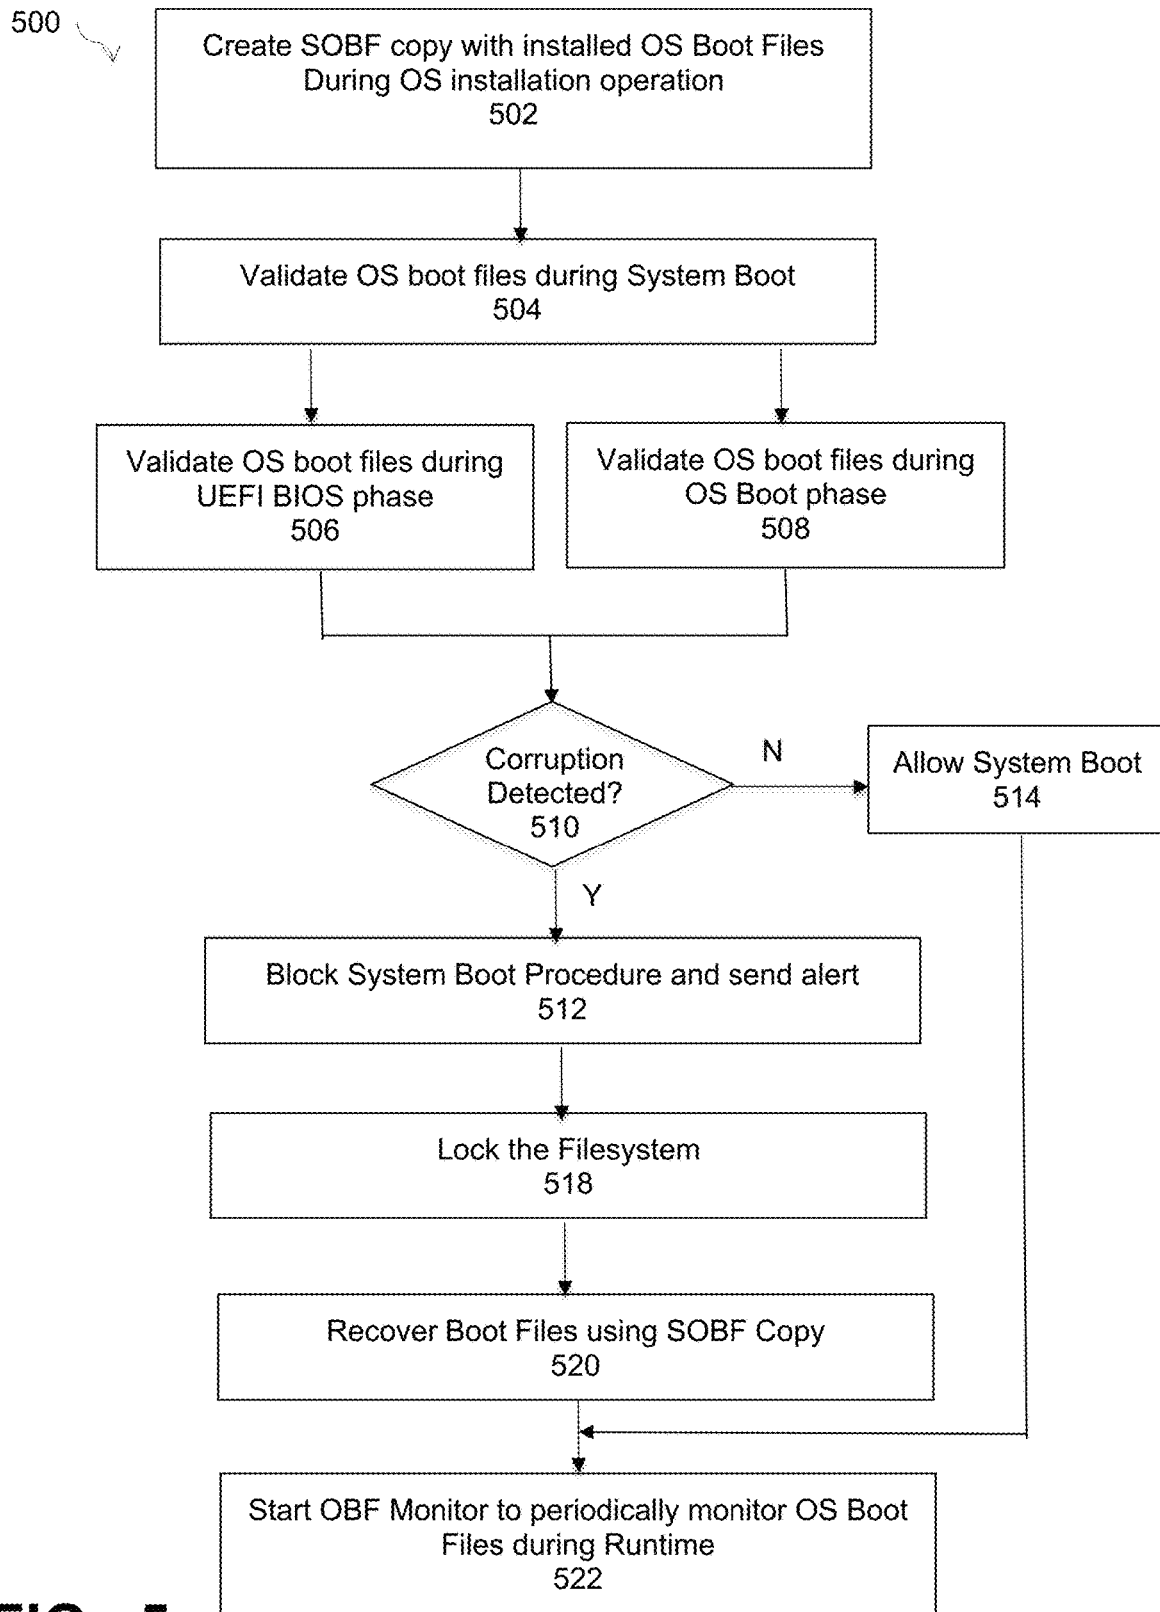 500
Create SOBF copy with installed OS Boot Files
During OS installation operation
502
Validate OS boot files during System Boot
504
Validate OS boot files during
UEFI BIOS phase
506
Validate OS boot files during
OS Boot phase
508
Corruption
Detected?
510
N
Allow System Boot
514
Y
Block System Boot Procedure and send alert
512
Lock the Filesystem
518
Recover Boot Files using SOBF Copy
520
Start OBF Monitor to periodically monitor OS Boot
Files during Runtime
522